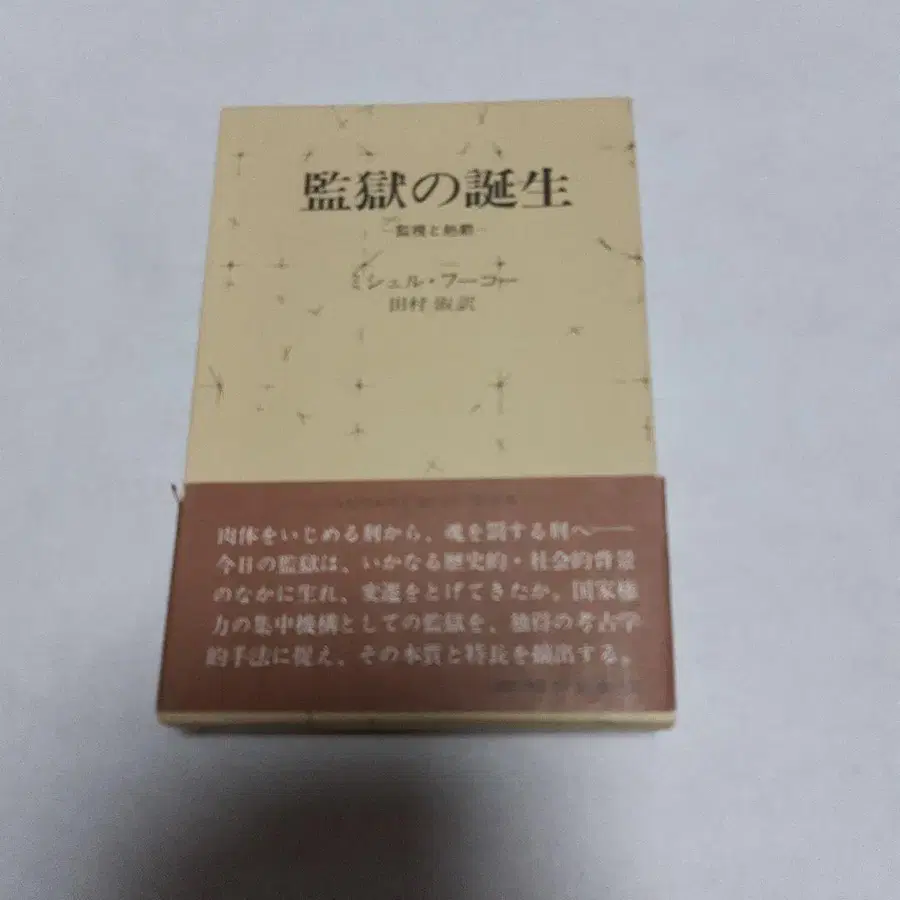 監獄の誕生
監視と処罰
ミシェル・フーコー
田村 俶訳
肉体をいじめる刑から、魂を罰する刑へ――
今日の監獄は、いかなる歴史的・社会的背景
のなかに生れ、変遷をとげてきたか。国家権
力の集中機構としての監獄を、独得の考古学
的手法に捉え、その本質と特長を摘出する。